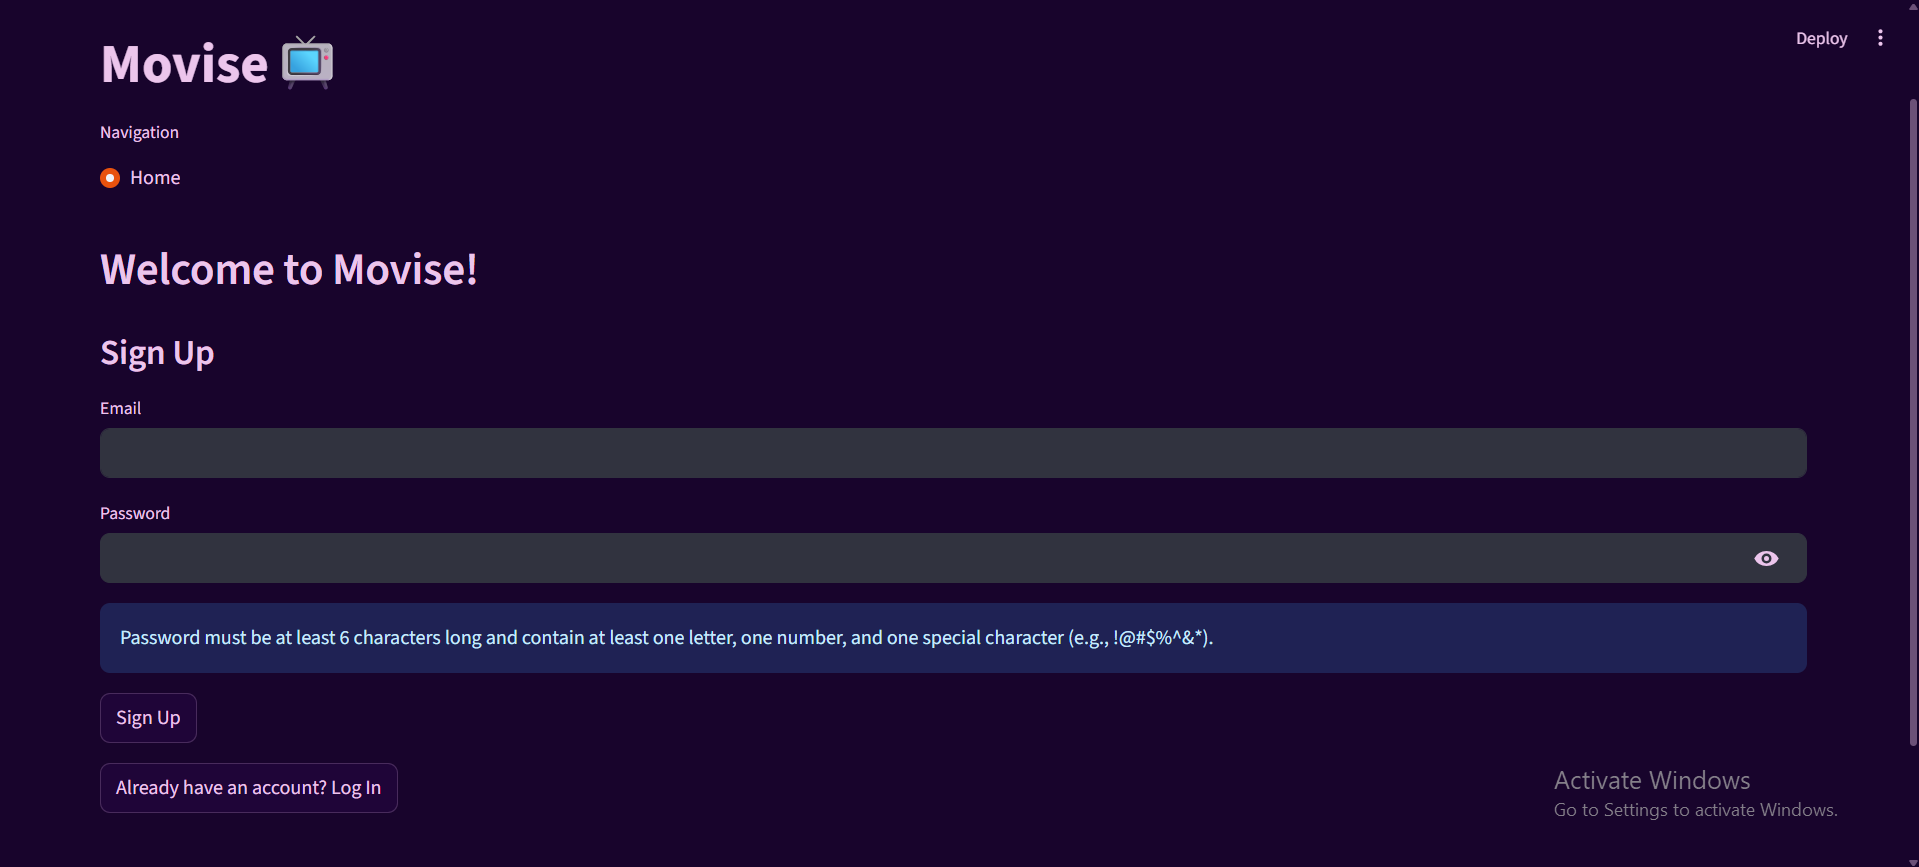 Deploy
Movise
Navigation
Home
Welcome to Movise!
Sign Up
Email
Password
Password must be at least 6 characters long and contain at least one letter, one number, and one special character (e.g., !@#$%^&*).
Sign Up
Already have an account? Log In
Activate Windows
Go to Settings to activate Windows.